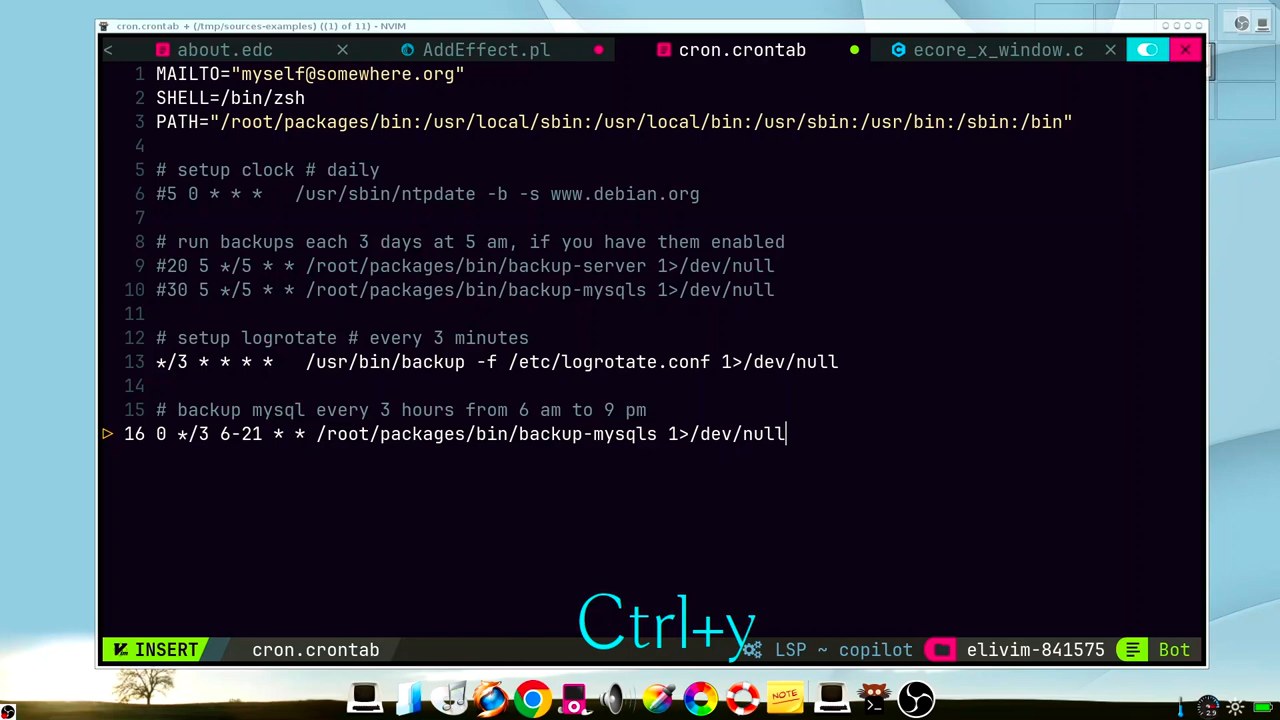 cron.crontab + (/tmp/sources-examples) ((1) of 11) - NVIM
< about.edc × AddEffect.pl cron.crontab ecore_x_window.c ×
1 MAILTO="myself@somewhere.org"
2 SHELL=/bin/zsh
3 PATH="/root/packages/bin:/usr/local/sbin:/usr/local/bin:/usr/sbin:/usr/bin:/sbin:/bin"
4
5 # setup clock # daily
6 #5 0 * * *   /usr/sbin/ntpdate -b -s www.debian.org
7
8 # run backups each 3 days at 5 am, if you have them enabled
9 #20 5 */5 * * /root/packages/bin/backup-server 1>/dev/null
10 #30 5 */5 * * /root/packages/bin/backup-mysqls 1>/dev/null
11
12 # setup logrotate # every 3 minutes
13 */3 * * * *   /usr/bin/backup -f /etc/logrotate.conf 1>/dev/null
14
15 # backup mysql every 3 hours from 6 am to 9 pm
16 0 */3 6-21 * * /root/packages/bin/backup-mysqls 1>/dev/null
Ctrl+y
INSERT cron.crontab LSP ~ copilot elivim-841575 Bot
NOTE
2.9